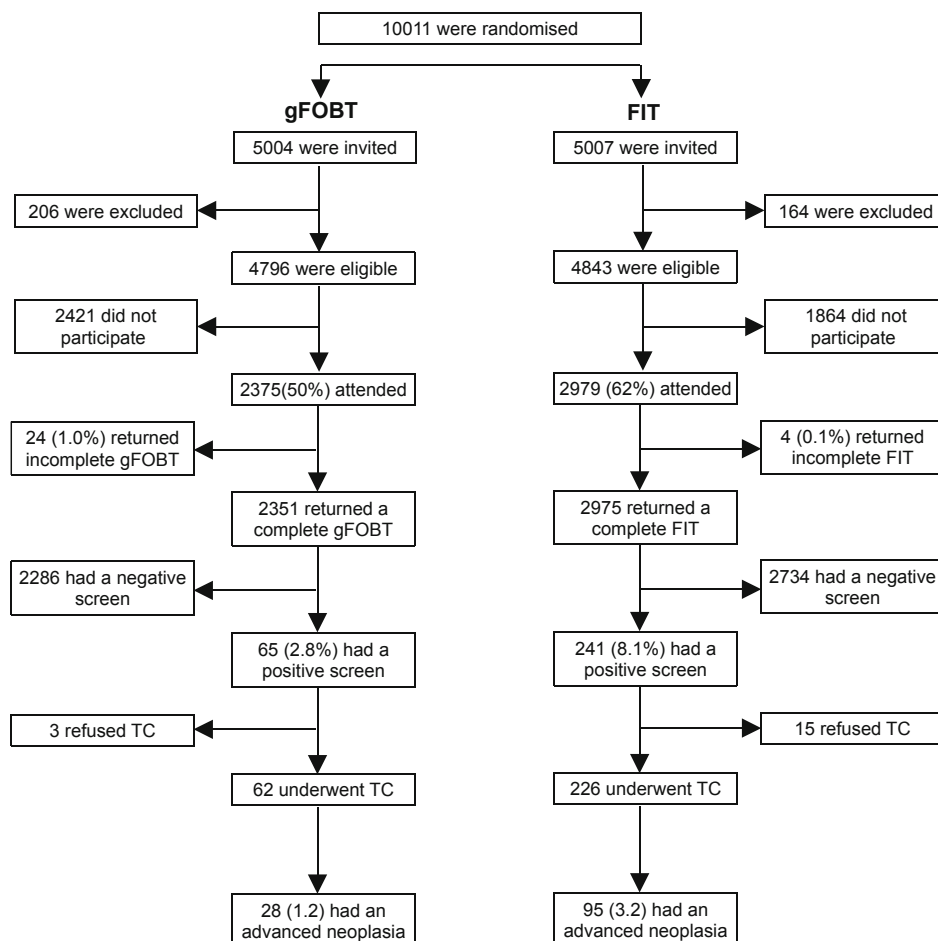 10011 were randomised
gFOBT
FIT
5004 were invited
5007 were invited
206 were excluded
164 were excluded
4796 were eligible
4843 were eligible
2421 did not
participate
1864 did not
participate
2375(50%) attended
2979 (62%) attended
24 (1.0%) returned
incomplete gFOBT
4 (0.1%) returned
incomplete FIT
2351 returned a
complete gFOBT
2975 returned a
complete FIT
2286 had a negative
screen
2734 had a negative
screen
65 (2.8%) had a
positive screen
241 (8.1%) had a
positive screen
3 refused TC
15 refused TC
62 underwent TC
226 underwent TC
28 (1.2) had an
advanced neoplasia
95 (3.2) had an
advanced neoplasia